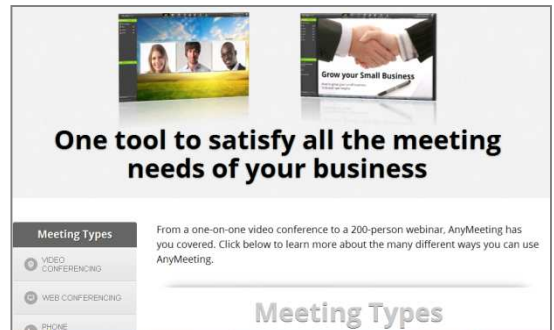 Grow your Small Business
One tool to satisfy all the meeting
needs of your business
Meeting Types
VIDEO
CONFERENCING
WEB CONFERENCING
PHONE
From a one-on-one video conference to a 200-person webinar, AnyMeeting has
you covered. Click below to learn more about the many different ways you can use
AnyMeeting.
Meeting Types